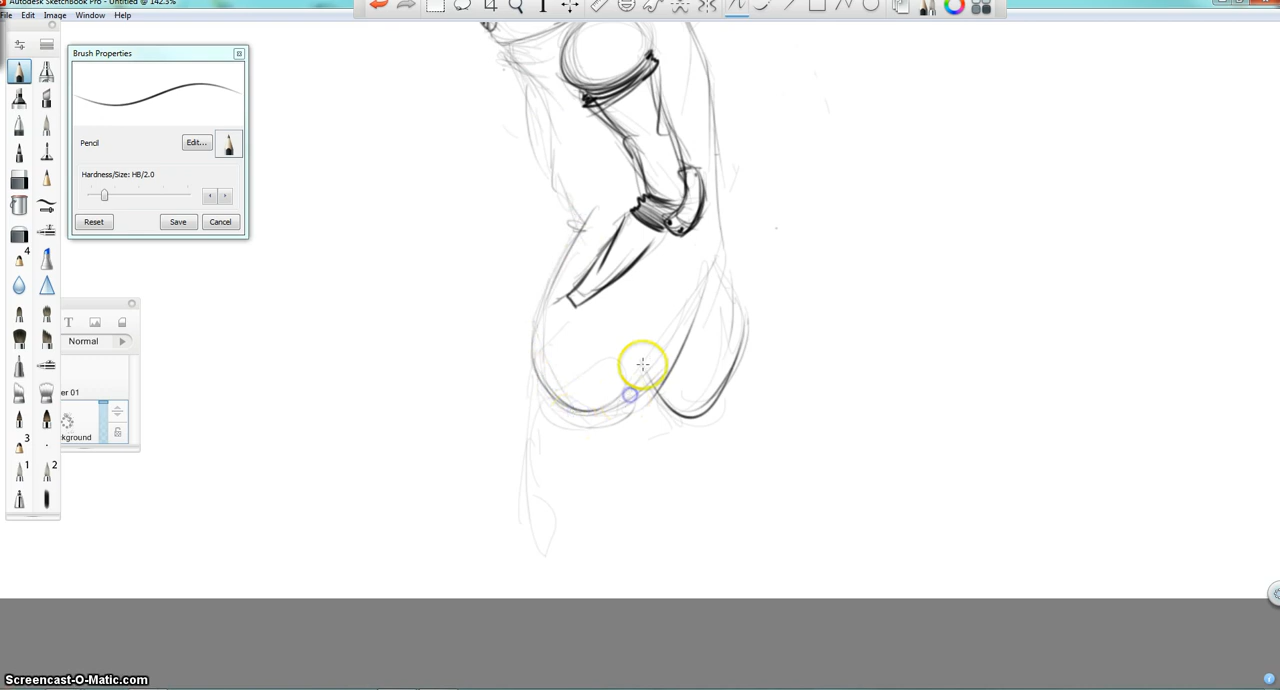 Autodesk SketchBook Pro - Untitled @ 142.3%
File Edit Image Window Help
T
Brush Properties
Pencil
Edit...
Hardness/Size: HB/2.0
Reset Save Cancel
4
T
Normal
er 01
kground
3
1 2
Screencast-O-Matic.com